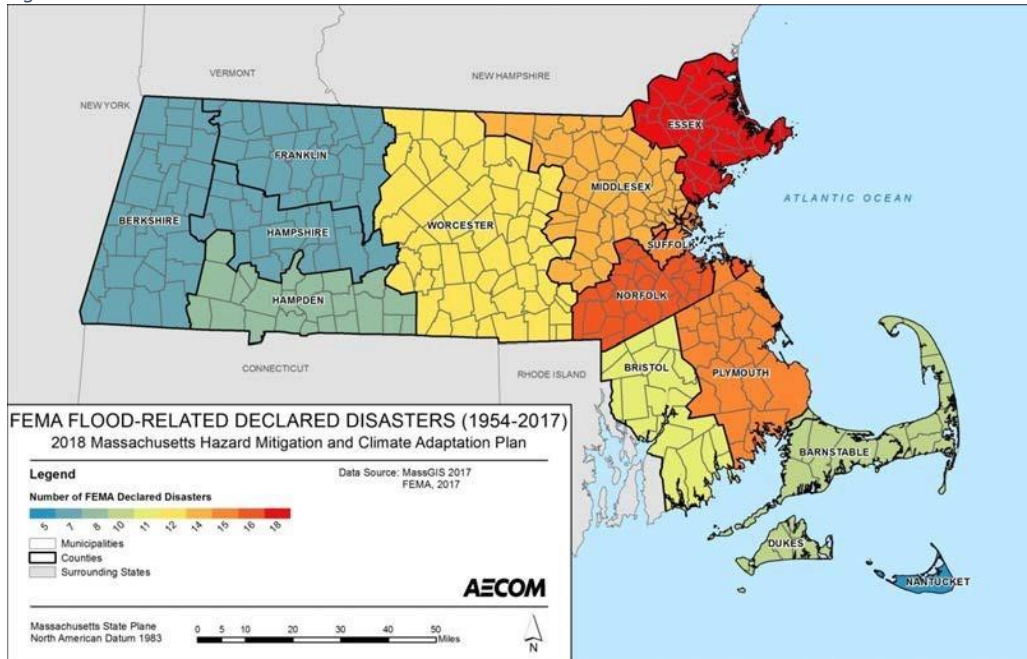 VERMONT
NEW HAMPSHIRE
NEW YORK
ESSEX
FRANKLIN
MIDDLESEX
ATLANTIC OCEAN
BERKSHIRE
HAMPSHIRE
WORCESTER
SUFFOLK
HAMPDEN
NORFOLK
CONNECTICUT
RHODE ISLAND
BRISTOL
PLYMOUTH
BARNSTABLE
DUKES
NANTUCKET
FEMA FLOOD-RELATED DECLARED DISASTERS (1954-2017)
2018 Massachusetts Hazard Mitigation and Climate Adaptation Plan
Legend
Data Source: MassGIS 2017
FEMA, 2017
Number of FEMA Declared Disasters
5 7 8 10 11 12 14 15 16 18
Municipalities
Counties
Surrounding States
AECOM
Massachusetts State Plane
North American Datum 1983
0 5 10 20 30 40 50
Miles
N